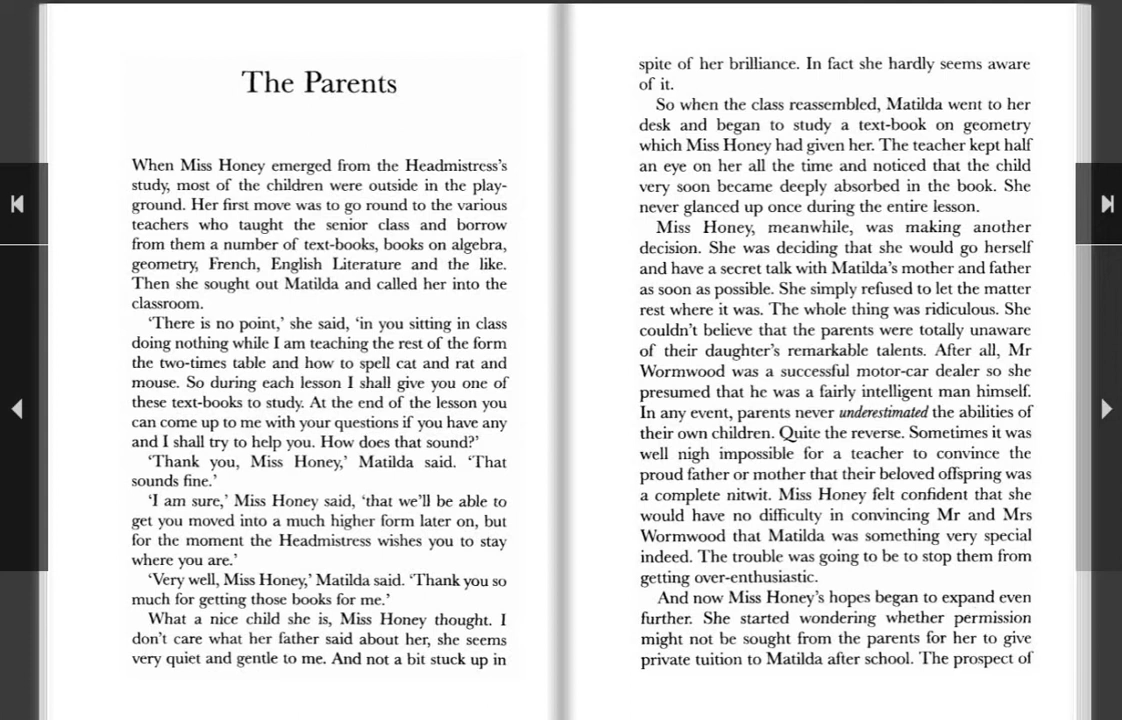 The Parents
When Miss Honey emerged from the Headmistress's
study, most of the children were outside in the play-
ground. Her first move was to go round to the various
teachers who taught the senior class and borrow
from them a number of text-books, books on algebra,
geometry, French, English Literature and the like.
Then she sought out Matilda and called her into the
classroom.
‘There is no point,’ she said, ‘in you sitting in class
doing nothing while I am teaching the rest of the form
the two-times table and how to spell cat and rat and
mouse. So during each lesson I shall give you one of
these text-books to study. At the end of the lesson you
can come up to me with your questions if you have any
and I shall try to help you. How does that sound?’
‘Thank you, Miss Honey,’ Matilda said. ‘That
sounds fine.’
‘I am sure,’ Miss Honey said, ‘that we’ll be able to
get you moved into a much higher form later on, but
for the moment the Headmistress wishes you to stay
where you are.’
‘Very well, Miss Honey,’ Matilda said. ‘Thank you so
much for getting those books for me.’
What a nice child she is, Miss Honey thought. I
don’t care what her father said about her, she seems
very quiet and gentle to me. And not a bit stuck up in
spite of her brilliance. In fact she hardly seems aware
of it.
So when the class reassembled, Matilda went to her
desk and began to study a text-book on geometry
which Miss Honey had given her. The teacher kept half
an eye on her all the time and noticed that the child
very soon became deeply absorbed in the book. She
never glanced up once during the entire lesson.
Miss Honey, meanwhile, was making another
decision. She was deciding that she would go herself
and have a secret talk with Matilda’s mother and father
as soon as possible. She simply refused to let the matter
rest where it was. The whole thing was ridiculous. She
couldn’t believe that the parents were totally unaware
of their daughter’s remarkable talents. After all, Mr
Wormwood was a successful motor-car dealer so she
presumed that he was a fairly intelligent man himself.
In any event, parents never underestimated the abilities of
their own children. Quite the reverse. Sometimes it was
well nigh impossible for a teacher to convince the
proud father or mother that their beloved offspring was
a complete nitwit. Miss Honey felt confident that she
would have no difficulty in convincing Mr and Mrs
Wormwood that Matilda was something very special
indeed. The trouble was going to be to stop them from
getting over-enthusiastic.
And now Miss Honey’s hopes began to expand even
further. She started wondering whether permission
might not be sought from the parents for her to give
private tuition to Matilda after school. The prospect of